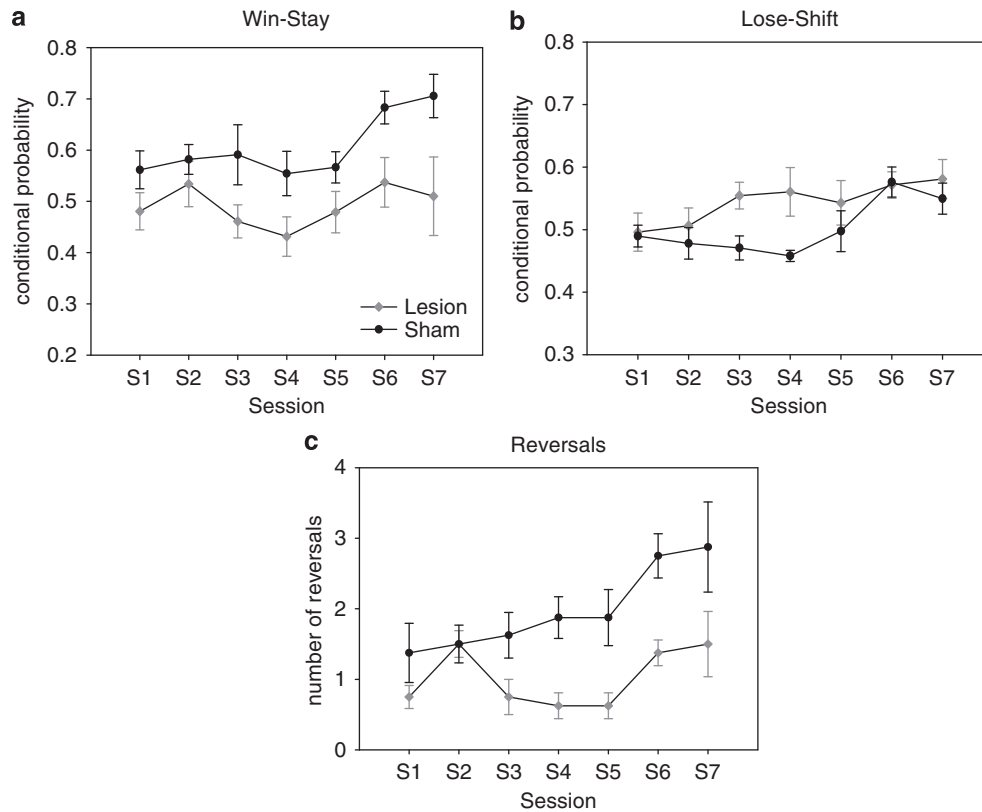 a
Win-Stay
conditional probability
0.8
0.7
0.6
0.5
0.4
0.3
0.2
Lesion
Sham
S1 S2 S3 S4 S5 S6 S7
Session
b
Lose-Shift
conditional probability
0.8
0.7
0.6
0.5
0.4
0.3
S1 S2 S3 S4 S5 S6 S7
Session
c
Reversals
number of reversals
4
3
2
1
0
S1 S2 S3 S4 S5 S6 S7
Session